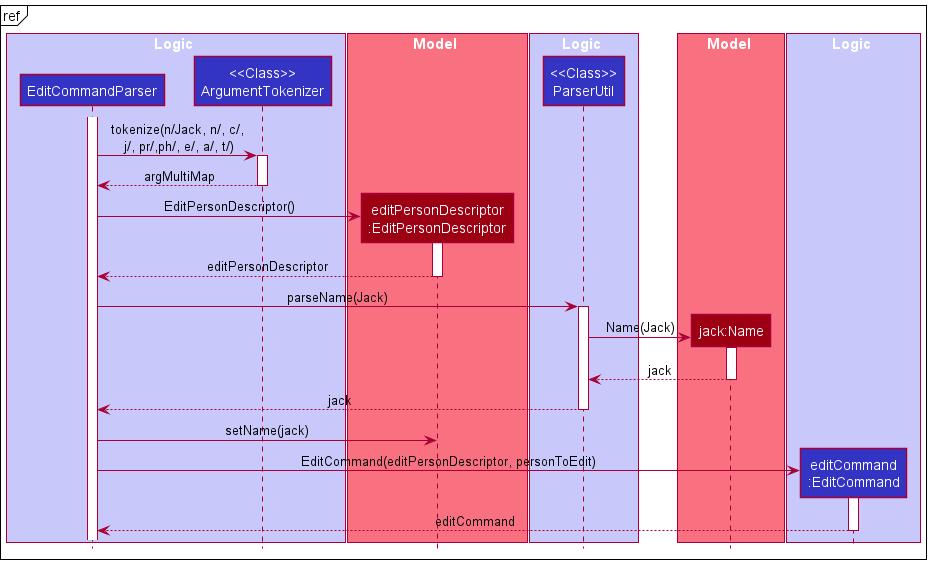 ref
Logic
Model
Logic
Model
Logic
EditCommandParser
<<Class>>
ArgumentTokenizer
<<Class>>
ParserUtil
tokenize(n/Jack, n/, c/,
j/, pr/,ph/, e/, a/, t/)
argMultiMap
EditPersonDescriptor()
editPersonDescriptor
:EditPersonDescriptor
editPersonDescriptor
parseName(Jack)
Name(Jack)
jack:Name
jack
jack
setName(jack)
EditCommand(editPersonDescriptor, personToEdit)
editCommand
:EditCommand
editCommand